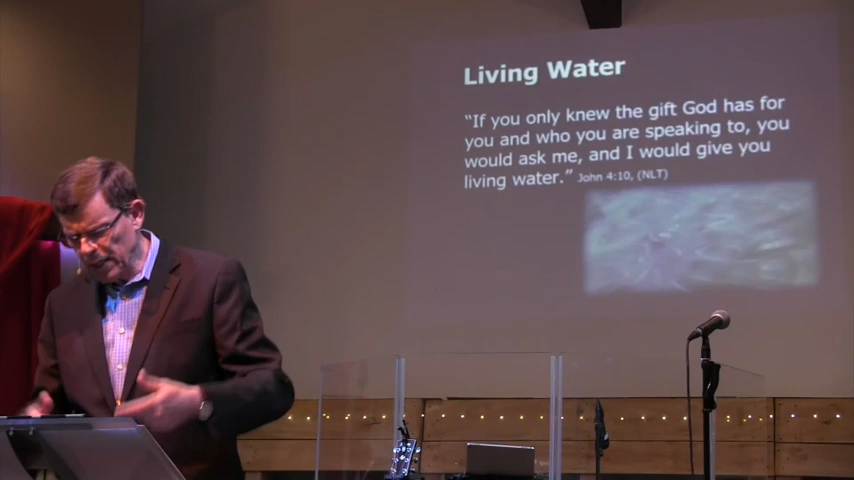 Living Water
“If you only knew the gift God has for
you and who you are speaking to, you
would ask me, and I would give you
living water.” John 4:10, (NLT)